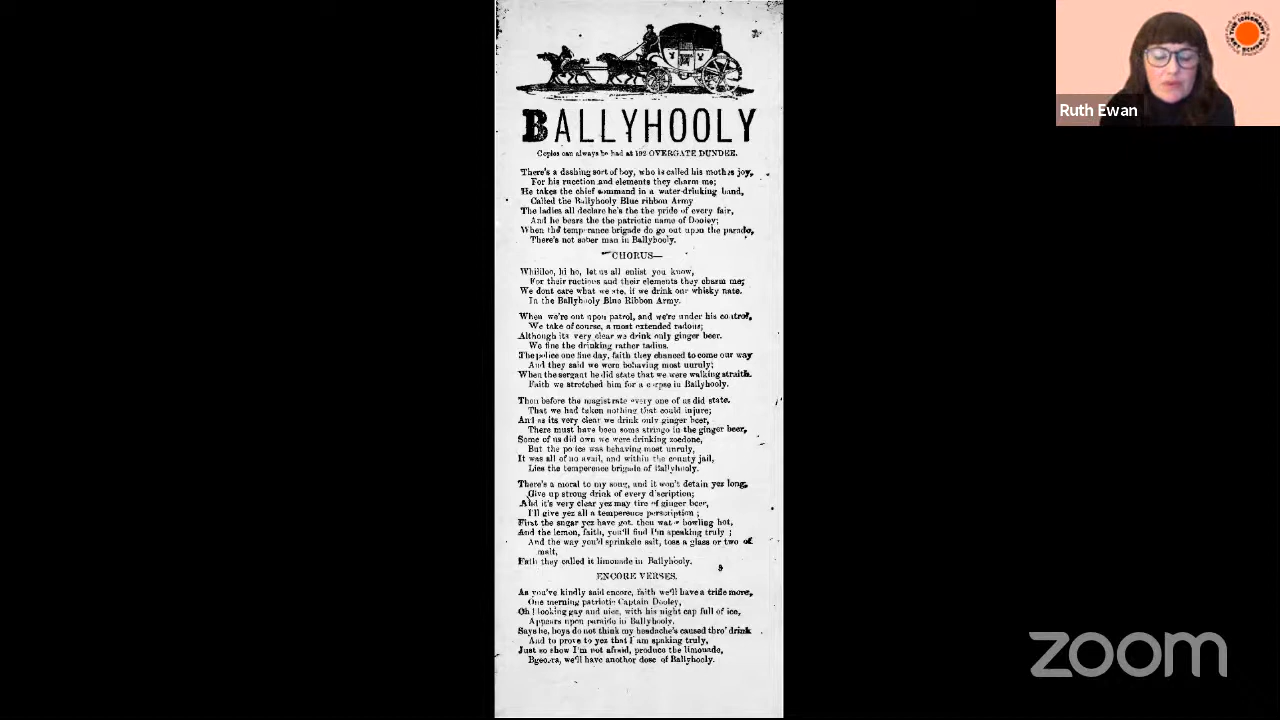 BALLYHOOLY
Copies can always be had at 192 OVERGATE DUNDEE.
There's a dashing sort of boy, who is called his mothers joy,
For his ruction and elements they charm me;
He takes the chief command in a water-drinking band,
Called the Ballyhooly Blue ribbon Army
The ladies all declare he's the the pride of every fair,
And he bears the the patriotic name of Dooley;
When the temperance brigade do go out upon the parade,
There's not sober man in Ballyhooly.
CHORUS—
Whililoo, hi ho, let us all enlist you know,
For their ructions and their elements they charm me;
We dont care what we ate, if we drink our whisky nate.
In the Ballyhooly Blue Ribbon Army.
When we're out upon patrol, and we're under his control,
We take of course, a most extended radous;
Although its very clear we drink only ginger beer.
We fine the drinking rather tadius.
The police one fine day, faith they chanced to come our way
And they said we were behaving most unruly;
When the sergant he did state that we were walking straith.
Faith we stretched him for a corpse in Ballyhooly.
Then before the magistrate every one of us did state.
That we had taken nothing that could injure;
And as its very clear we drink only ginger beer,
There must have been some stringo in the ginger beer,
Some of us did own we were drinking zoedone,
But the police was behaving most unruly,
It was all of no avail, and within the county jail,
Lies the temperence brigade of Ballyhooly.
There's a moral to my song, and it won't detain yez long,
Give up strong drink of every d'scription;
And it's very clear yez may tire of ginger beer,
I'll give yez all a temperence perscription ;
First the sugar yez have got, then water bowling hot,
And the lemon, faith, you'll find I'm speaking truly ;
And the way you'd sprinkele salt, toss a glass or two of
malt,
Faith they called it limonade in Ballyhooly.
ENCORE VERSES.
As you've kindly said encore, faith we'll have a trifle more,
One morning patriotic Captain Dooley,
Oh ! looking gay and nice, with his night cap full of ice,
Appears upon paraide in Ballyhooly.
Says he, boys do not think my headache's caused thro' drink
And to prove to yez that I am spaking truly,
Just so show I'm not afraid, produce the limonade,
we'll have another dose of Ballyhooly.
Ruth Ewan
zoom